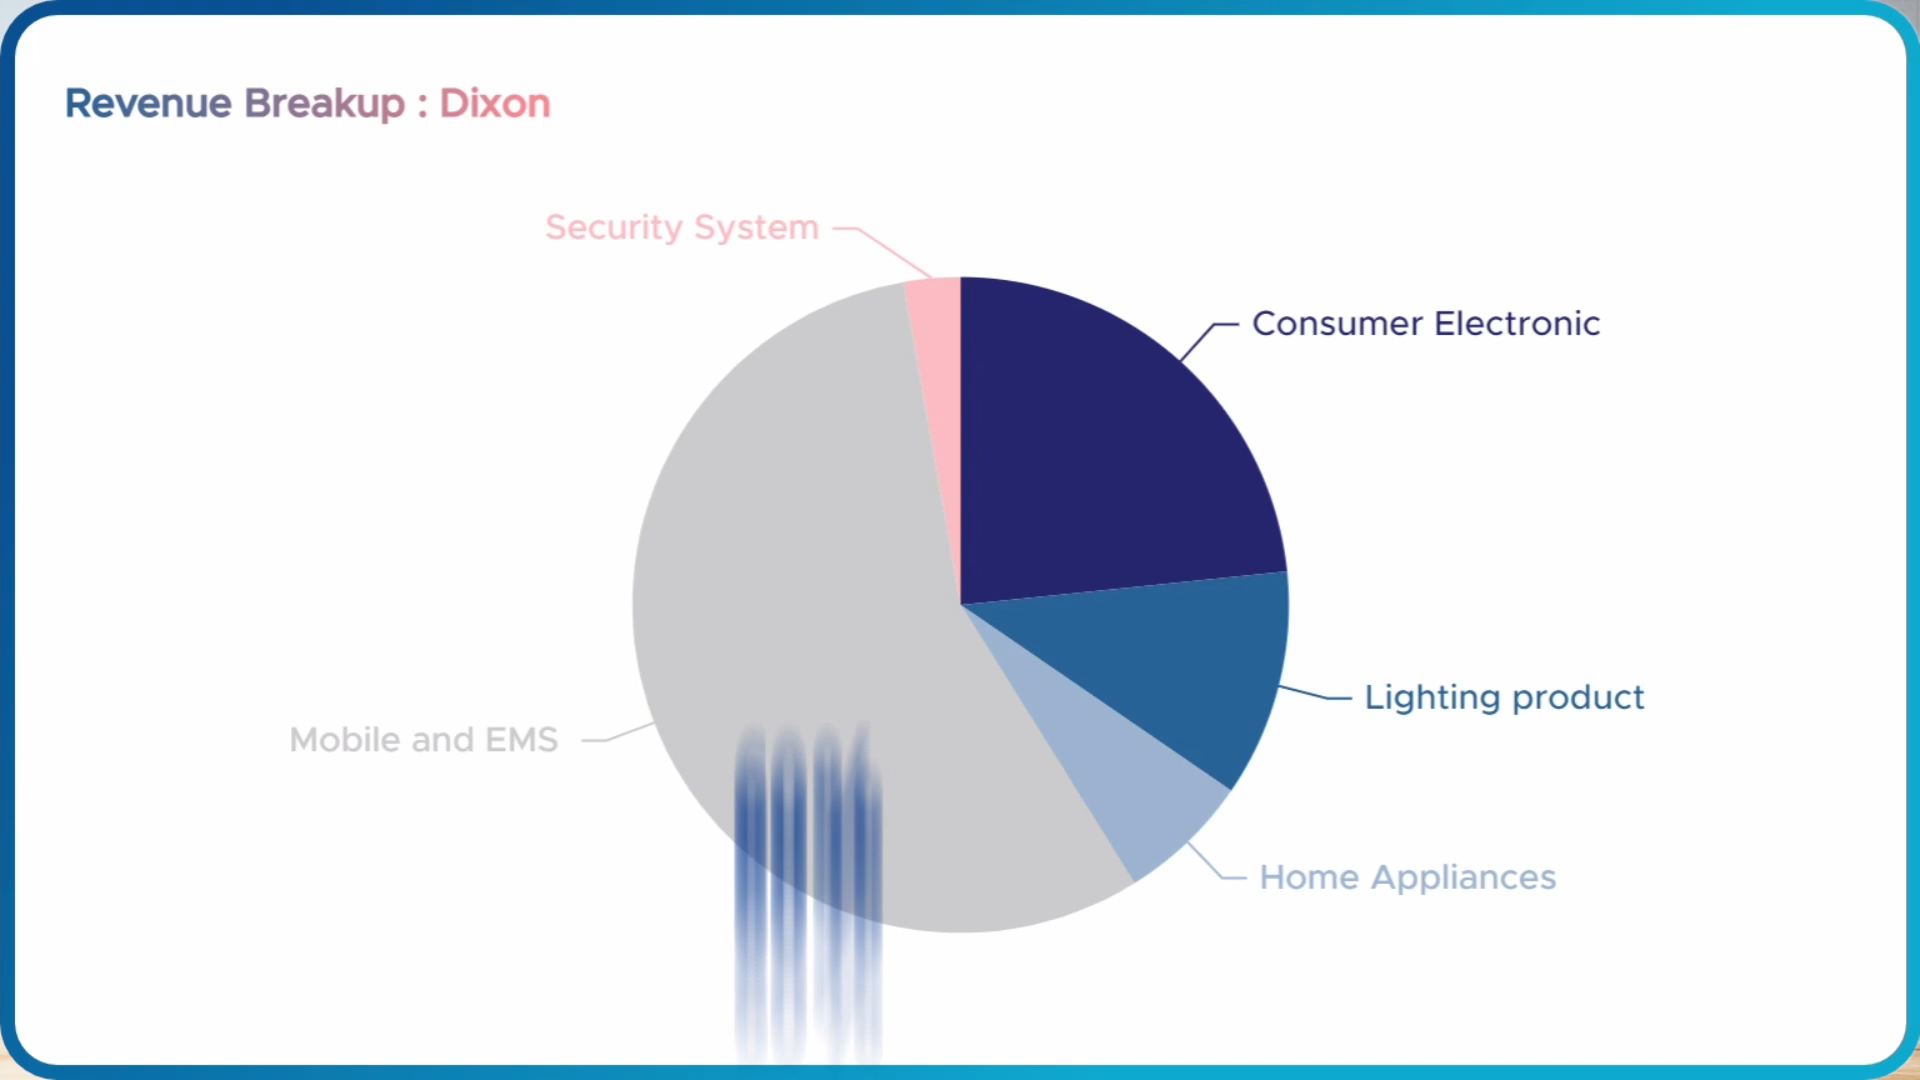 Revenue Breakup : Dixon
Security System
Consumer Electronic
Lighting product
Mobile and EMS
Home Appliances